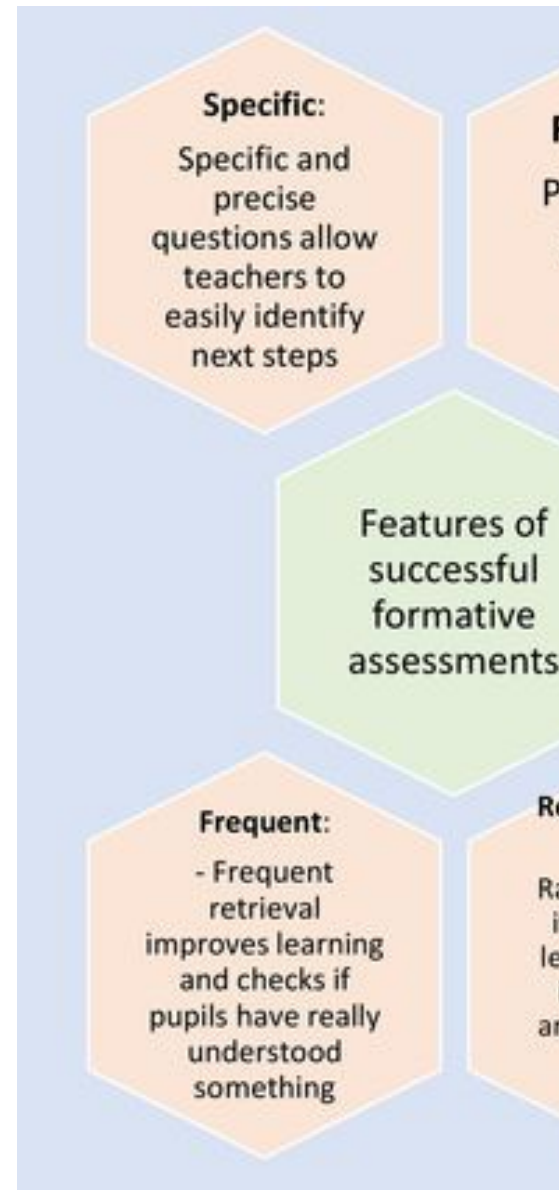 Specific:
Specific and
precise
questions allow
teachers to
easily identify
next steps
Features of
successful
formative
assessments
Frequent:
- Frequent
retrieval
improves learning
and checks if
pupils have really
understood
something